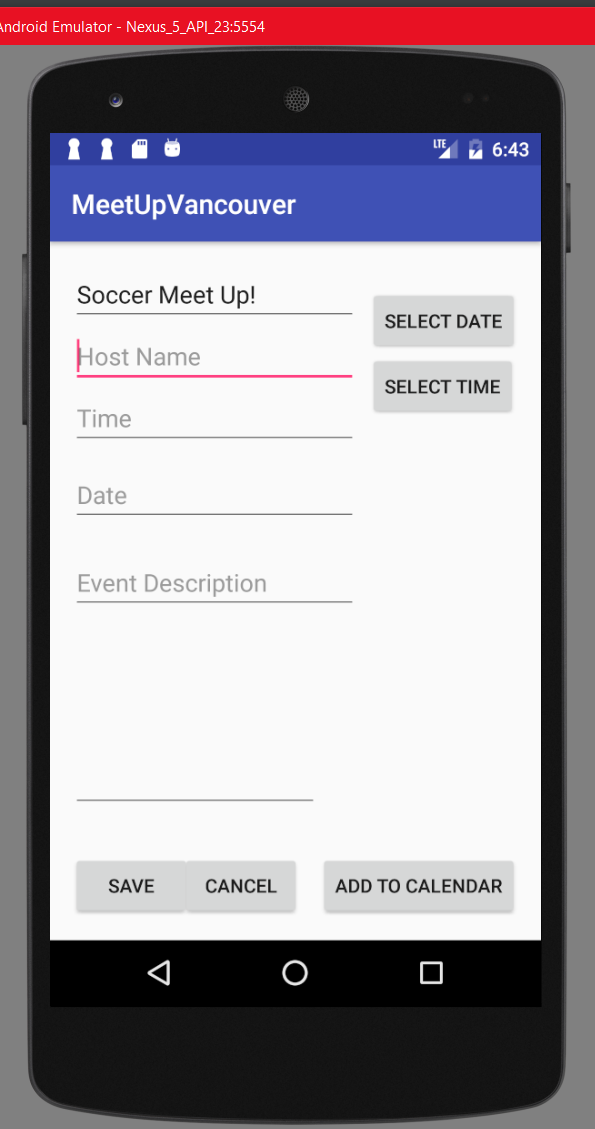 Android Emulator - Nexus_5_API_23:5554
LTE 6:43
MeetUpVancouver
Soccer Meet Up!
SELECT DATE
Host Name
SELECT TIME
Time
Date
Event Description
SAVE CANCEL ADD TO CALENDAR